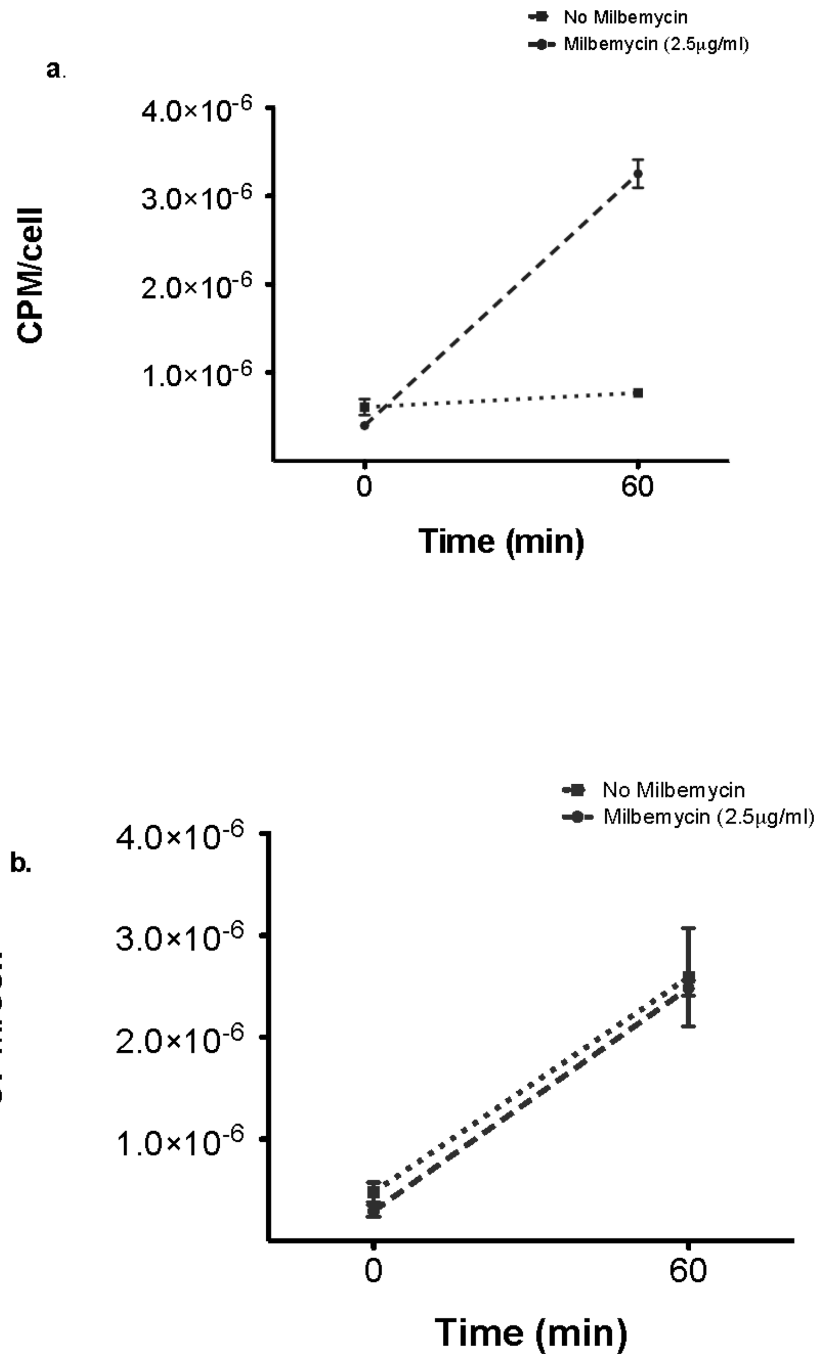 No Milbemycin
Milbemycin (2.5μg/ml)
a.
4.0×10⁻⁶
3.0×10⁻⁶
2.0×10⁻⁶
1.0×10⁻⁶
CPM/cell
0 60
Time (min)
No Milbemycin
Milbemycin (2.5μg/ml)
b.
4.0×10⁻⁶
3.0×10⁻⁶
2.0×10⁻⁶
1.0×10⁻⁶
0 60
Time (min)